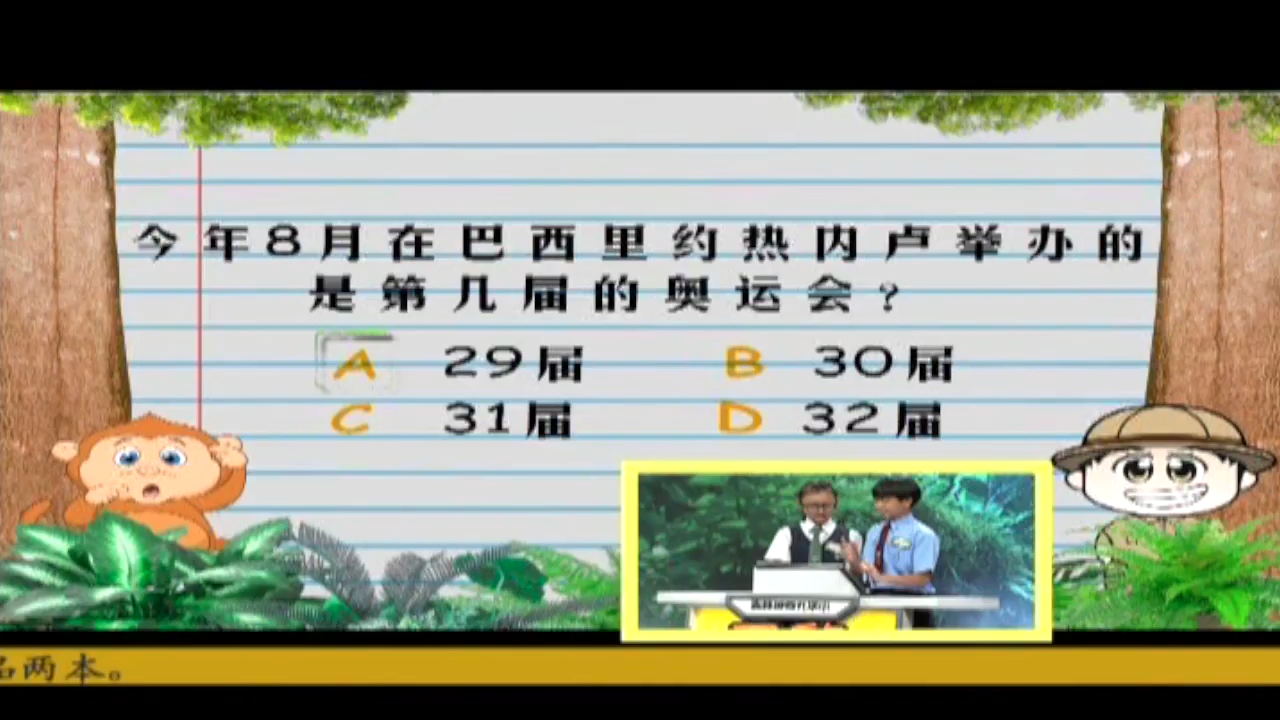 今年8月在巴西里约热内卢举办的
是第几届的奥运会?
A 29届 B 30届
C 31届 D 32届
两本。